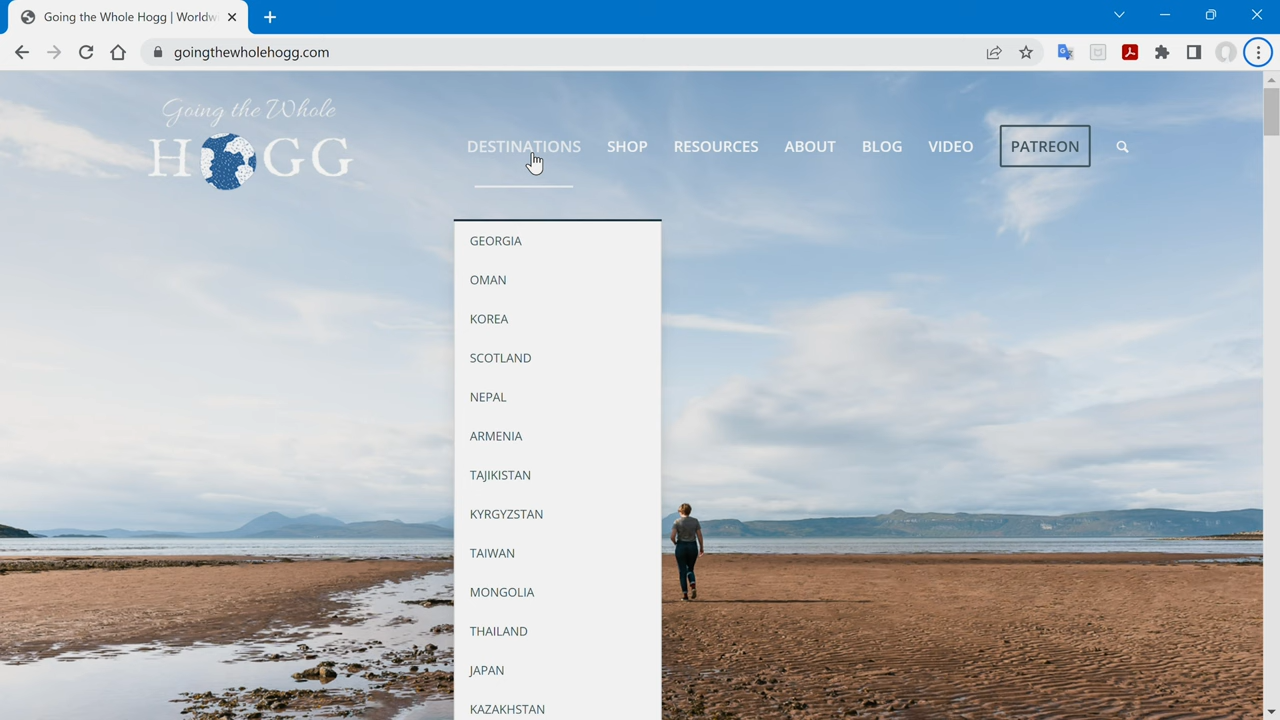 Going the Whole Hogg | Worldw
goingthewholehogg.com
Going the Whole
HOGG
DESTINATIONS
SHOP
RESOURCES
ABOUT
BLOG
VIDEO
PATREON
GEORGIA
OMAN
KOREA
SCOTLAND
NEPAL
ARMENIA
TAJIKISTAN
KYRGYZSTAN
TAIWAN
MONGOLIA
THAILAND
JAPAN
KAZAKHSTAN